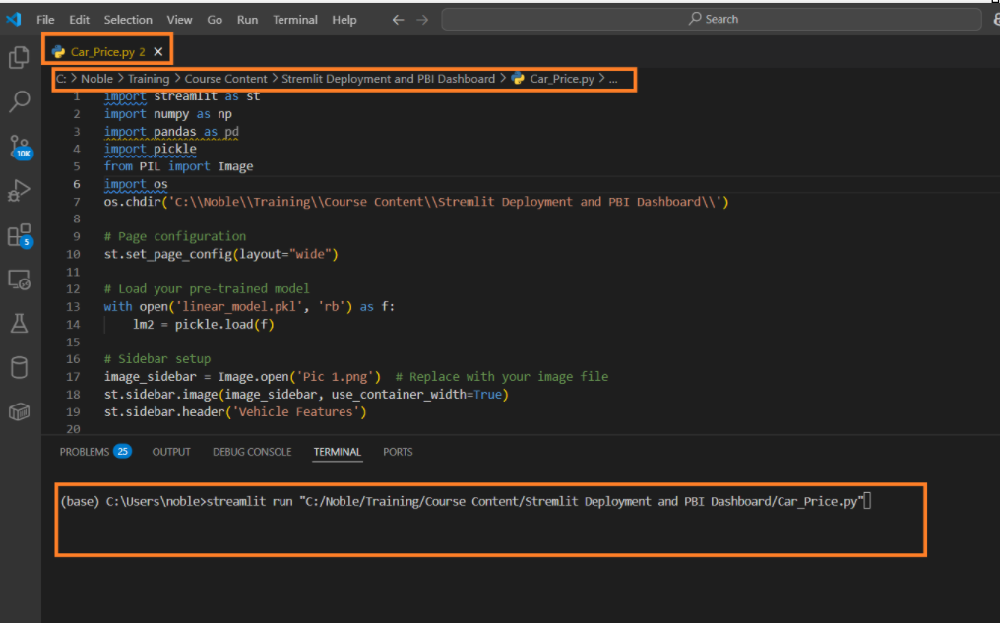 File Edit Selection View Go Run Terminal Help Search
Car_Price.py 2
C: > Noble > Training > Course Content > Stremlit Deployment and PBI Dashboard > Car_Price.py > ...
1 import streamlit as st
2 import numpy as np
3 import pandas as pd
4 import pickle
5 from PIL import Image
6 import os
7 os.chdir('C:\\Noble\\Training\\Course Content\\Stremlit Deployment and PBI Dashboard\\')
8
9 # Page configuration
10 st.set_page_config(layout="wide")
11
12 # Load your pre-trained model
13 with open('linear_model.pkl', 'rb') as f:
14 lm2 = pickle.load(f)
15
16 # Sidebar setup
17 image_sidebar = Image.open('Pic 1.png') # Replace with your image file
18 st.sidebar.image(image_sidebar, use_container_width=True)
19 st.sidebar.header('Vehicle Features')
20
10K
5
PROBLEMS 25 OUTPUT DEBUG CONSOLE TERMINAL PORTS
(base) C:\Users\noble>streamlit run "C:/Noble/Training/Course Content/Stremlit Deployment and PBI Dashboard/Car_Price.py"